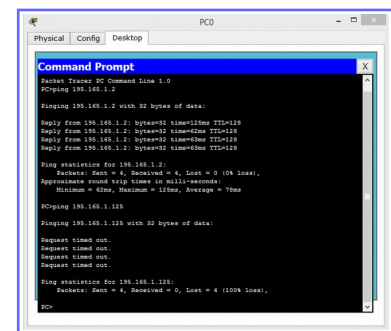 PC0
Physical Config Desktop
Command Prompt X
Packet Tracer PC Command Line 1.0
PC>ping 195.165.1.2
Pinging 195.165.1.2 with 32 bytes of data:
Reply from 195.165.1.2: bytes=32 time=125ms TTL=128
Reply from 195.165.1.2: bytes=32 time=62ms TTL=128
Reply from 195.165.1.2: bytes=32 time=63ms TTL=128
Reply from 195.165.1.2: bytes=32 time=63ms TTL=128
Ping statistics for 195.165.1.2:
Packets: Sent = 4, Received = 4, Lost = 0 (0% loss),
Approximate round trip times in milli-seconds:
Minimum = 62ms, Maximum = 125ms, Average = 78ms
PC>ping 195.165.1.125
Pinging 195.165.1.125 with 32 bytes of data:
Request timed out.
Request timed out.
Request timed out.
Request timed out.
Ping statistics for 195.165.1.125:
Packets: Sent = 4, Received = 0, Lost = 4 (100% loss),
PC>